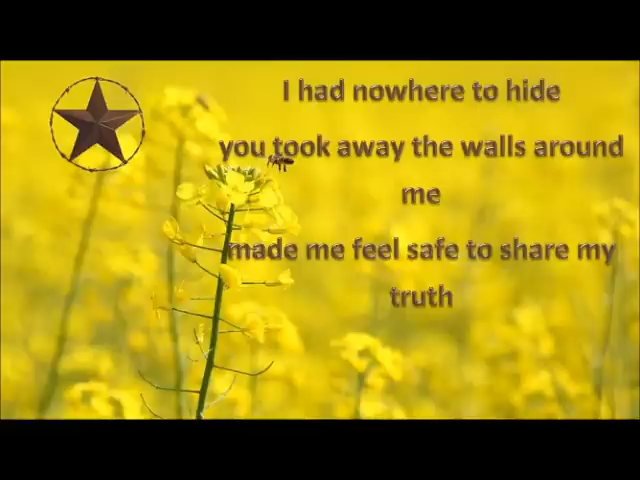 I had nowhere to hide
you took away the walls around
me
made me feel safe to share my
truth